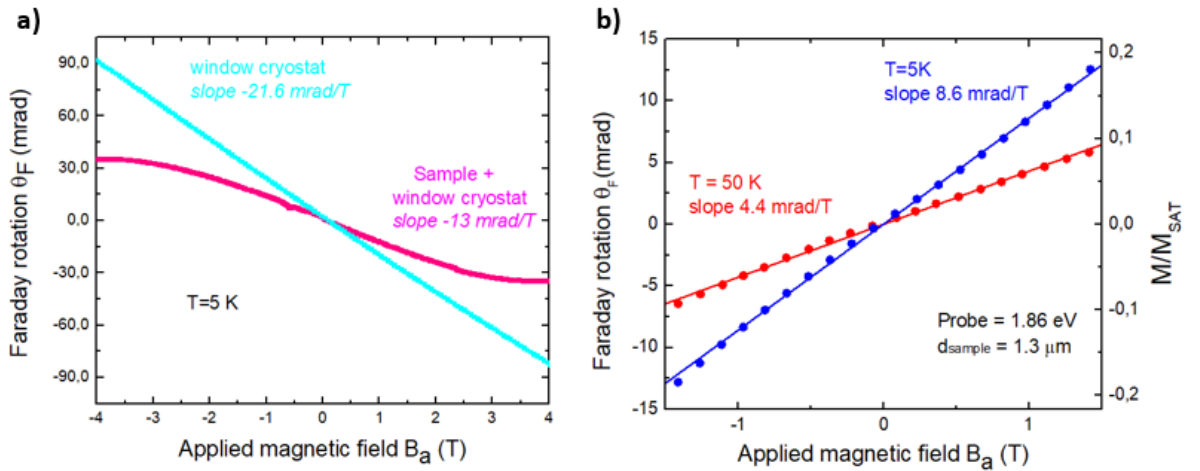 a)
Faraday rotation θF (mrad)
90.0
60.0
30.0
0.0
-30.0
-60.0
-90.0
window cryostat
slope -21.6 mrad/T
Sample +
window cryostat
slope -13 mrad/T
T=5 K
-4 -3 -2 -1 0 1 2 3 4
Applied magnetic field Ba (T)
b)
Faraday rotation θF (mrad)
15
10
5
0
-5
-10
-15
T=5K
slope 8.6 mrad/T
T = 50 K
slope 4.4 mrad/T
Probe = 1.86 eV
dsample = 1.3 μm
0,2
0,1
0,0
-0,1
-0,2
M/MSAT
-1 0 1
Applied magnetic field Ba (T)